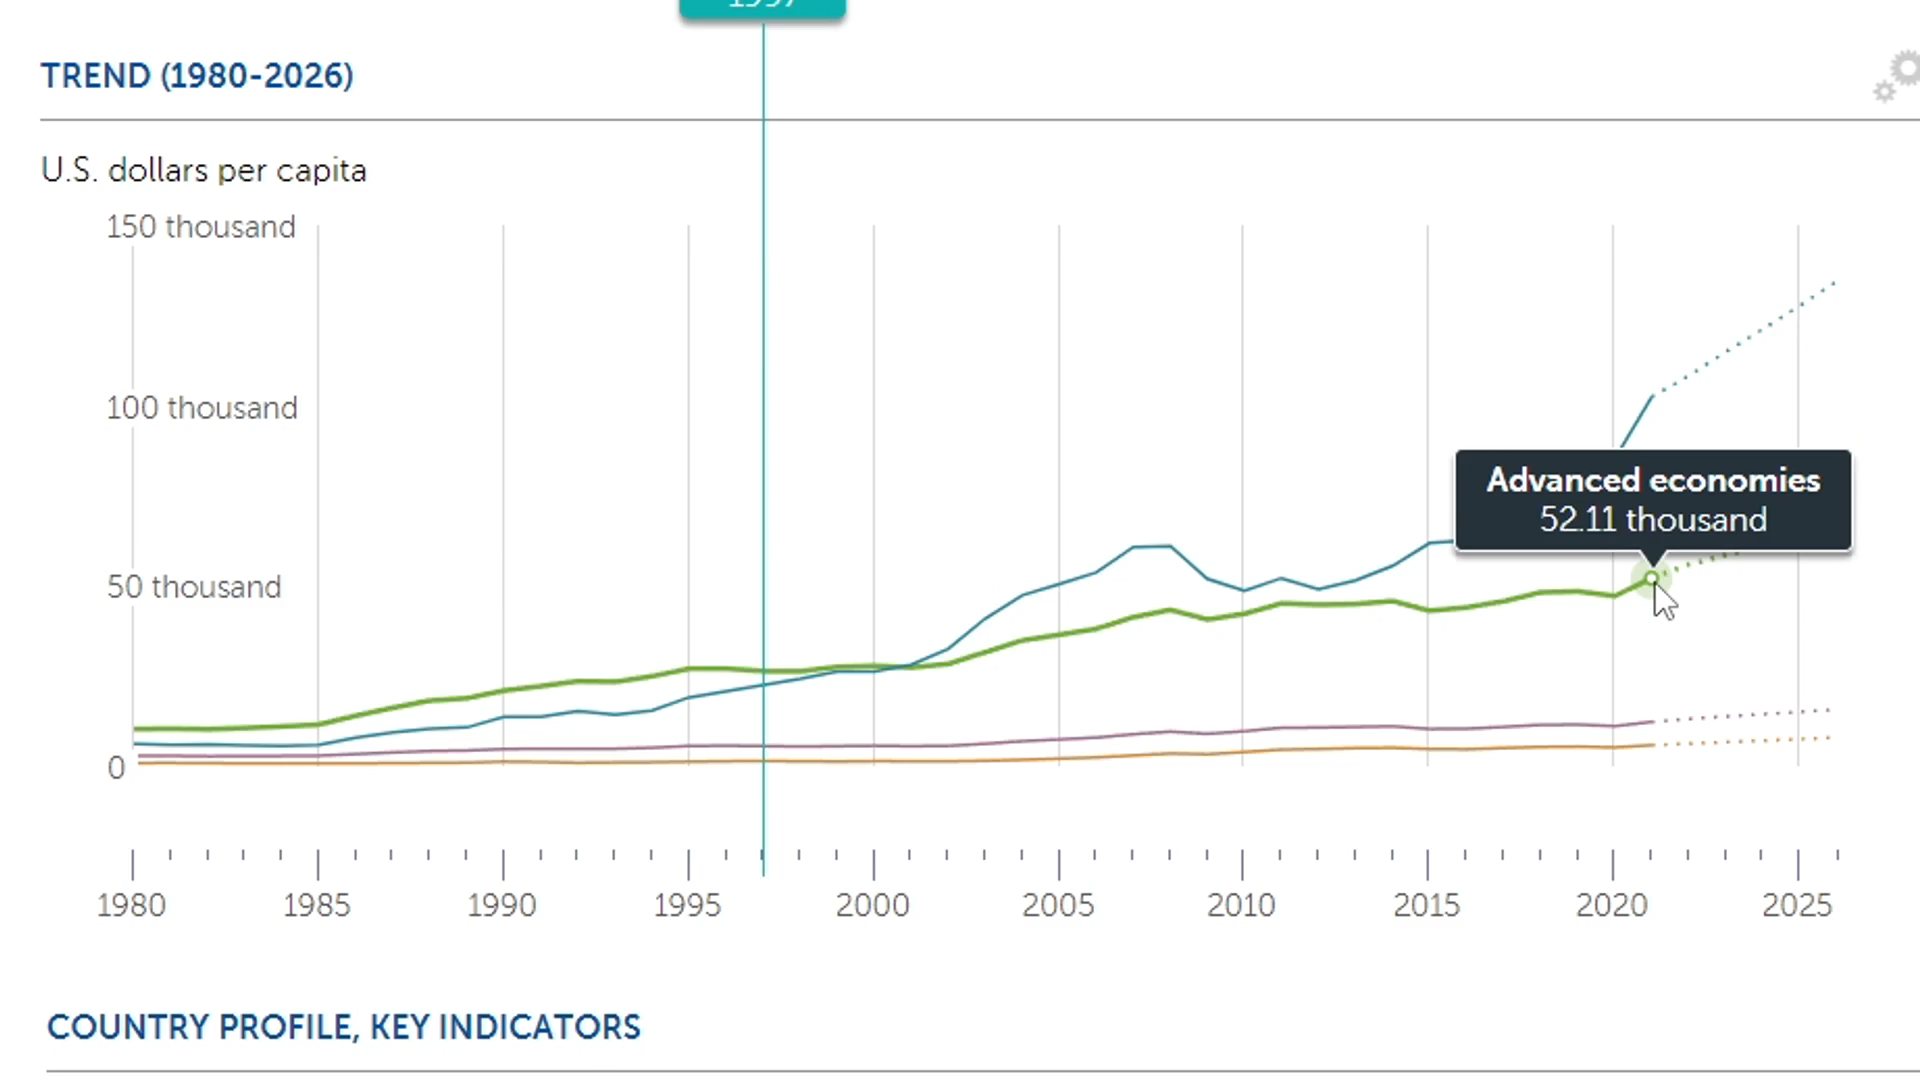 1997
TREND (1980-2026)
U.S. dollars per capita
150 thousand
100 thousand
50 thousand
0
Advanced economies
52.11 thousand
1980 1985 1990 1995 2000 2005 2010 2015 2020 2025
COUNTRY PROFILE, KEY INDICATORS